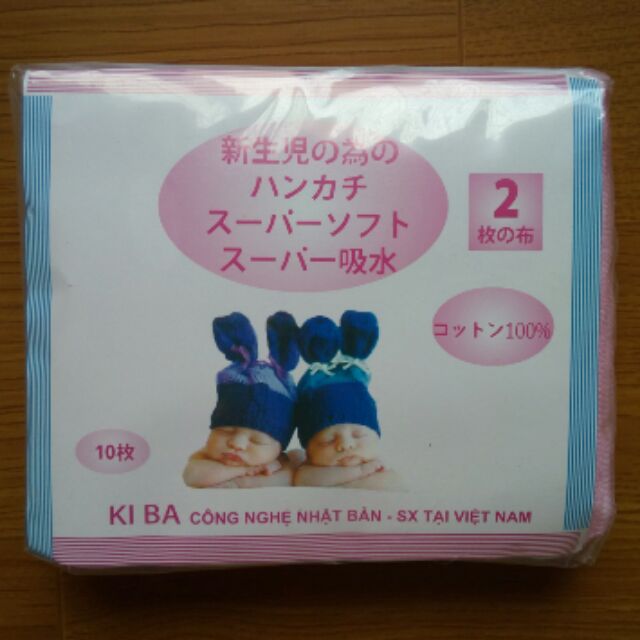 新生児の為の
ハンカチ
スーパーソフト
スーパー吸水
2
枚の布
コットン100%
10枚
KI BA CÔNG NGHỆ NHẬT BẢN - SX TẠI VIỆT NAM